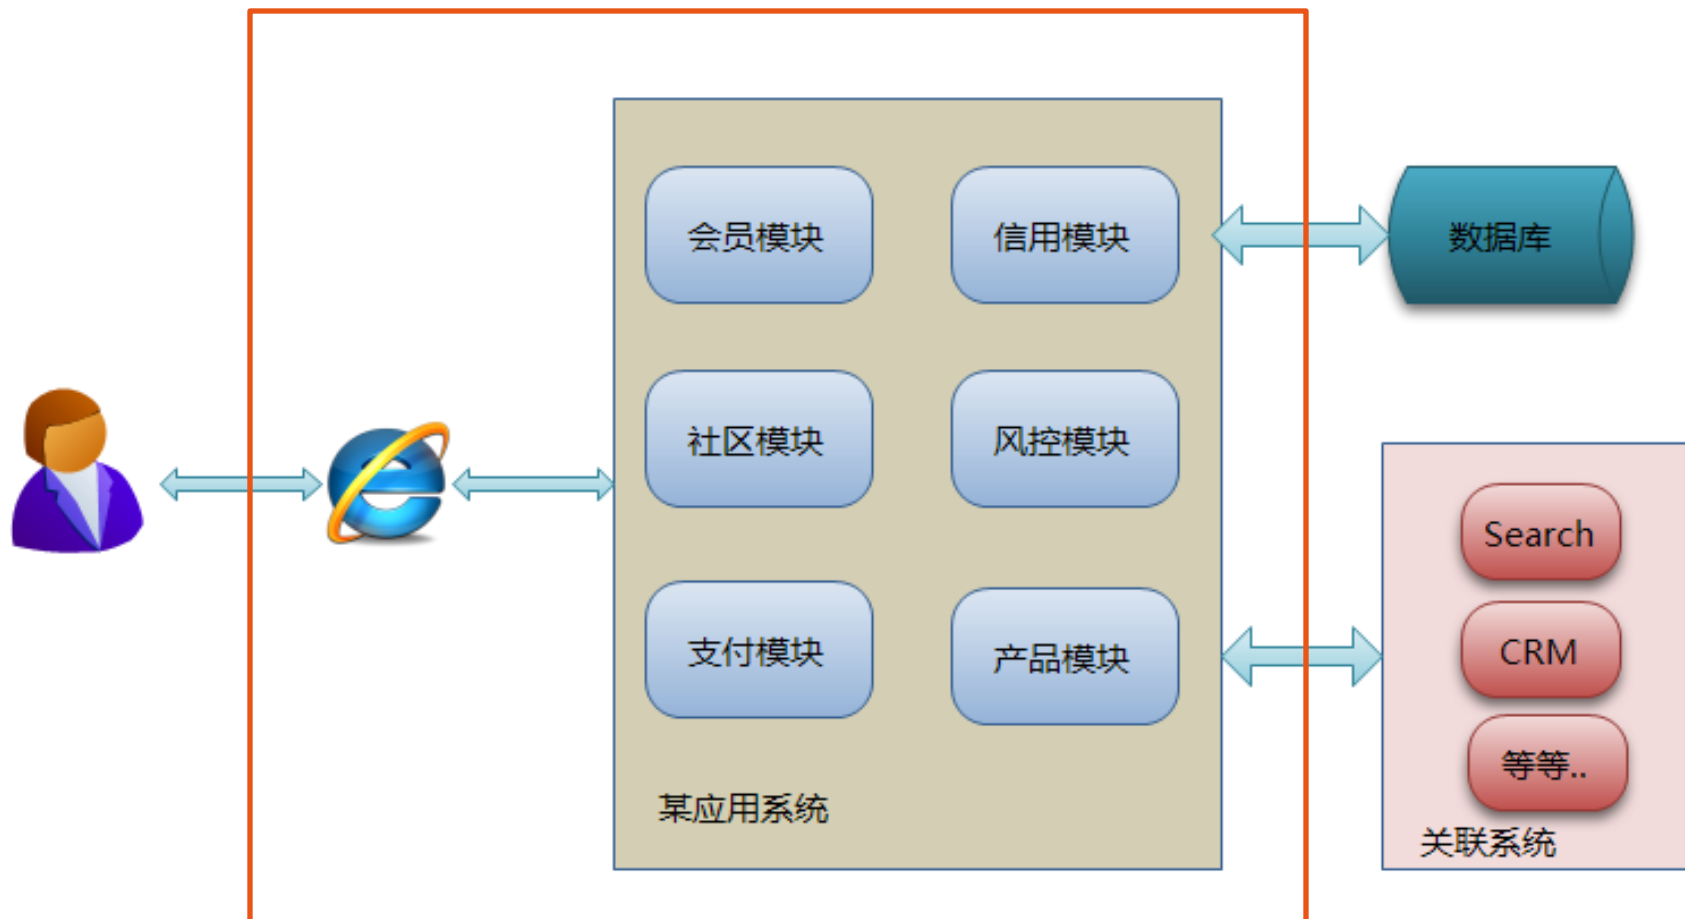 会员模块
信用模块
数据库
社区模块
风控模块
Search
支付模块
产品模块
CRM
等等..
某应用系统
关联系统